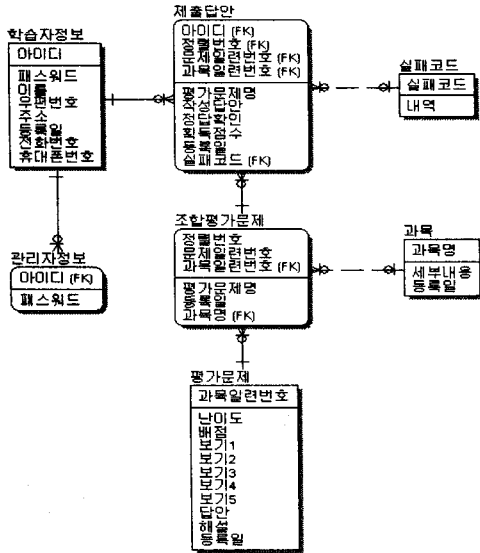 제출답안
아이디 (FK)
정렬번호 (FK)
문제일련번호 (FK)
과목일련번호 (FK)
평가문제명
작성답안
정답확인
획득점수
등록일
실패코드 (FK)
학습자정보
아이디
패스워드
이름
우편번호
주소
등록일
전화번호
휴대폰번호
실패코드
실패코드
내역
관리자정보
아이디 (FK)
패스워드
조합평가문제
정렬번호
문제일련번호
과목일련번호 (FK)
평가문제명
등록일
과목명 (FK)
과목
과목명
세부내용
등록일
평가문제
과목일련번호
난이도
배점
보기1
보기2
보기3
보기4
보기5
답안
해설
등록일